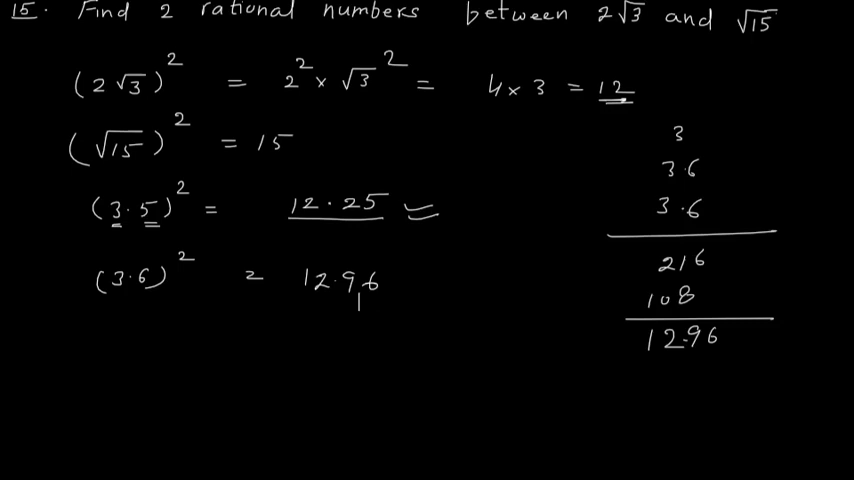 15. Find 2 rational numbers between 2√3 and √15
(2√3)² = 2² × √3² = 4 × 3 = 12
(√15)² = 15
(3.5)² = 12.25
(3.6)² = 12.96
3
3.6
3.6
216
108
12.96